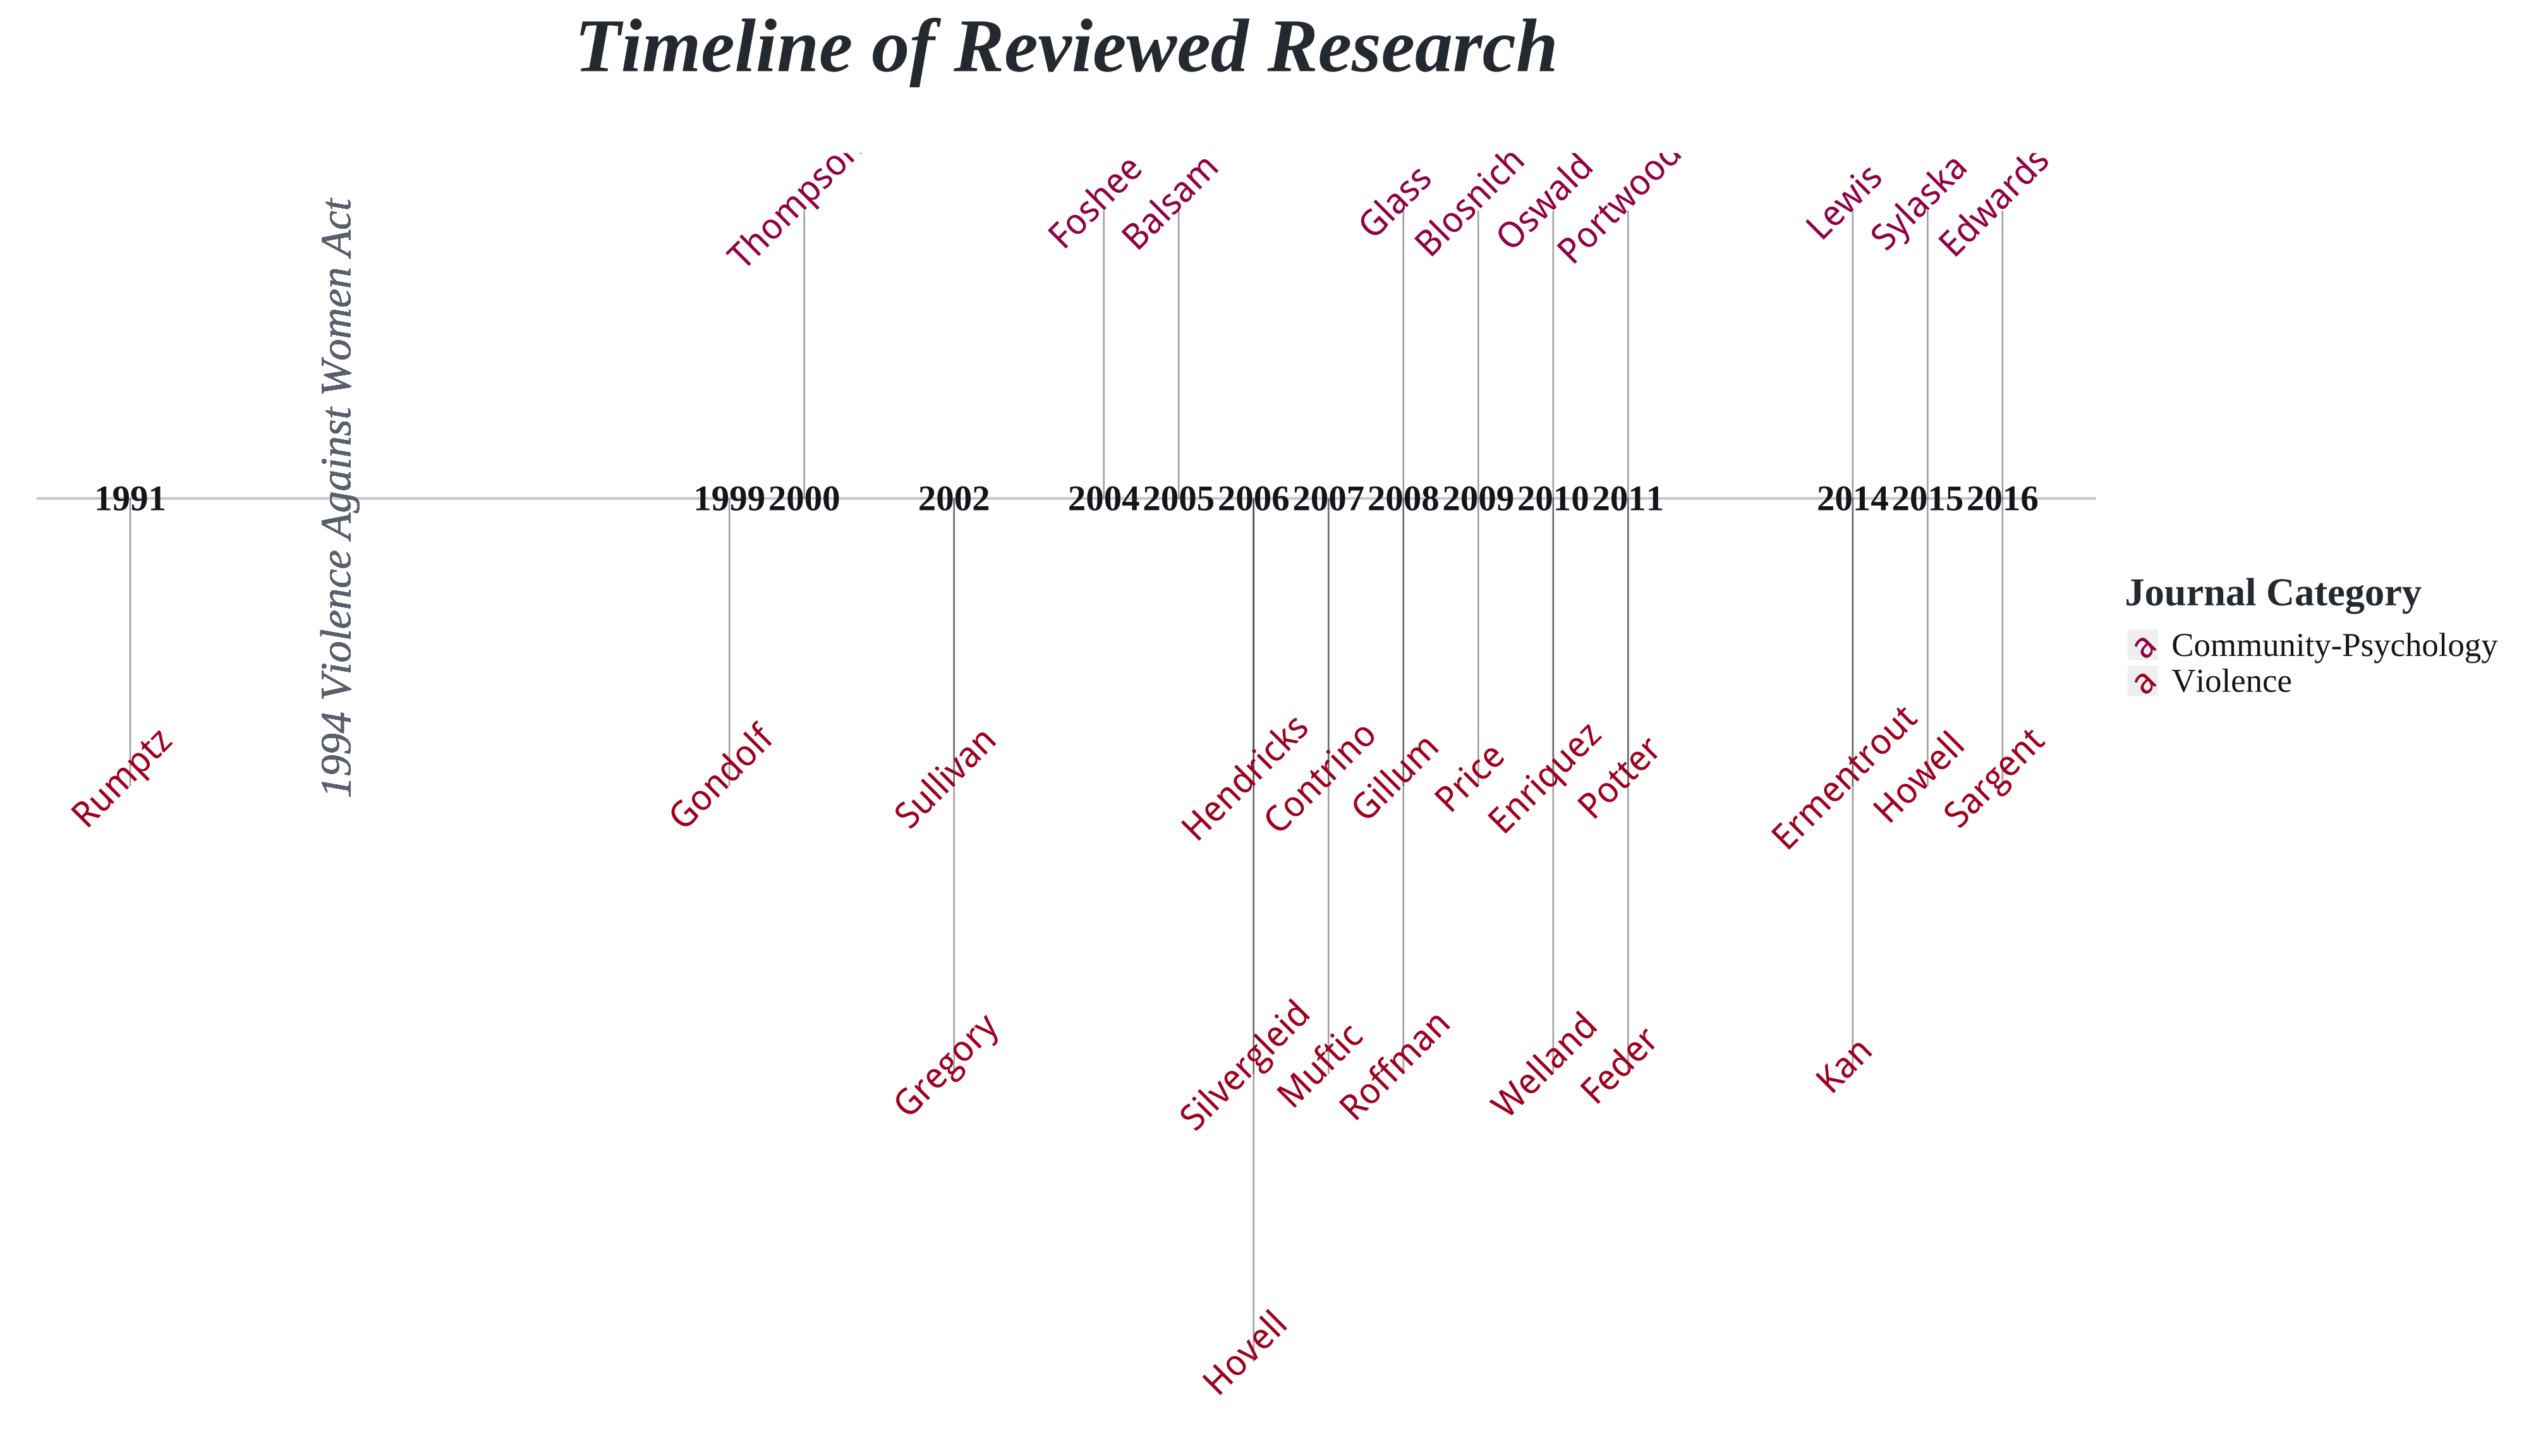 Timeline of Reviewed Research
Thompson
Foshee
Balsam
Glass
Blosnich
Oswald
Portwood
Lewis
Sylaska
Edwards
1994 Violence Against Women Act
1991
1999
2000
2002
2004
2005
2006
2007
2008
2009
2010
2011
2014
2015
2016
Journal Category
a Community-Psychology
a Violence
Rumptz
Gondolf
Sullivan
Hendricks
Contrino
Gillum
Price
Enriquez
Potter
Ermentrout
Howell
Sargent
Gregory
Silvergleid
Muftic
Roffman
Welland
Feder
Kan
Hovell